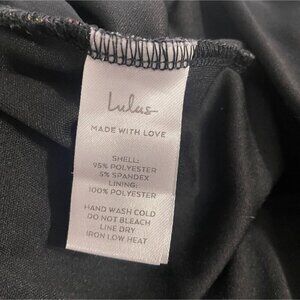 Lulus
MADE WITH LOVE
SHELL:
95% POLYESTER
5% SPANDEX
LINING:
100% POLYESTER
HAND WASH COLD
DO NOT BLEACH
LINE DRY
IRON LOW HEAT